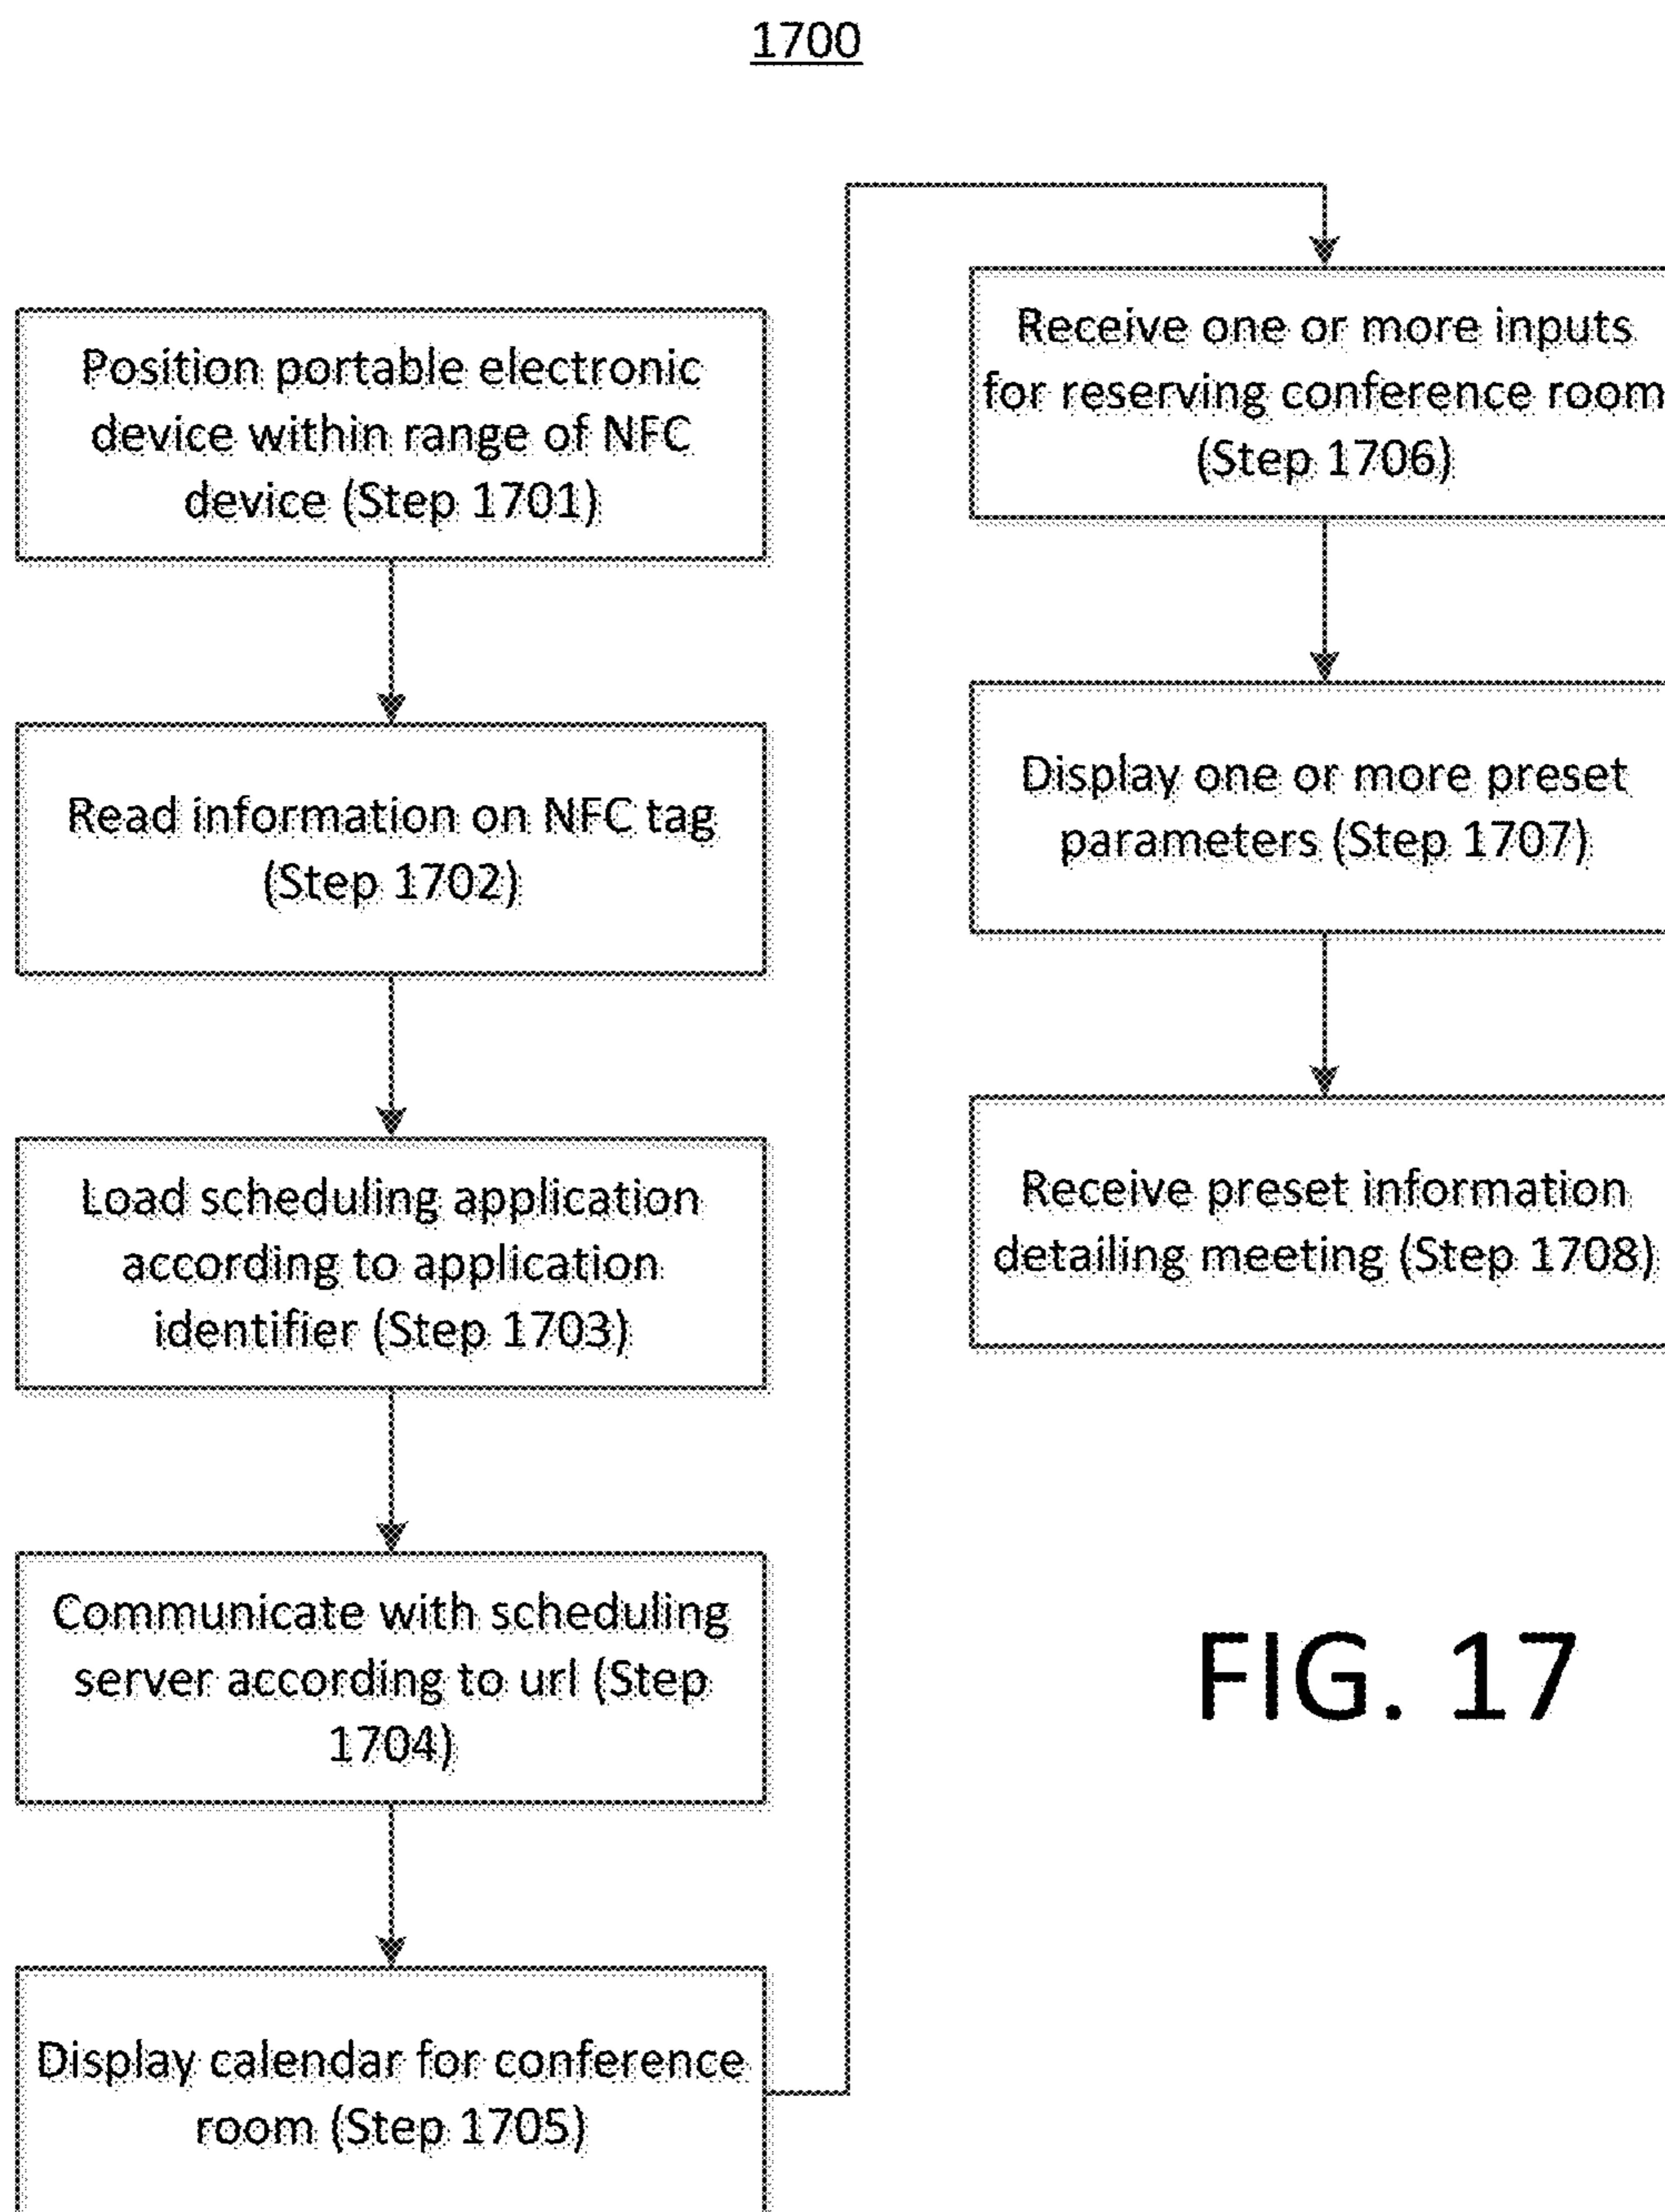 1700
Position portable electronic
device within range of NFC
device (Step 1701)
Read information on NFC tag
(Step 1702)
Load scheduling application
according to application
identifier (Step 1703)
Communicate with scheduling
server according to url (Step
1704)
Display calendar for conference
room (Step 1705)
Receive one or more inputs
for reserving conference room
(Step 1706)
Display one or more preset
parameters (Step 1707)
Receive preset information
detailing meeting (Step 1708)
FIG. 17